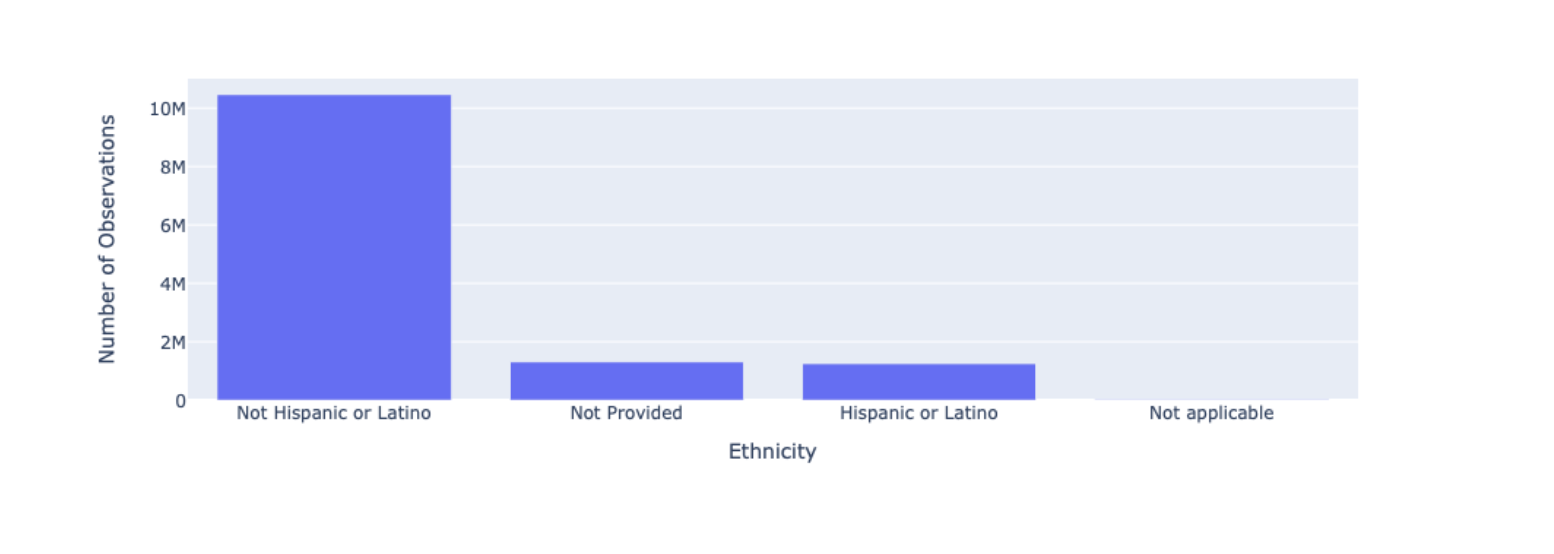 Number of Observations
10M
8M
6M
4M
2M
0
Not Hispanic or Latino
Not Provided
Hispanic or Latino
Not applicable
Ethnicity